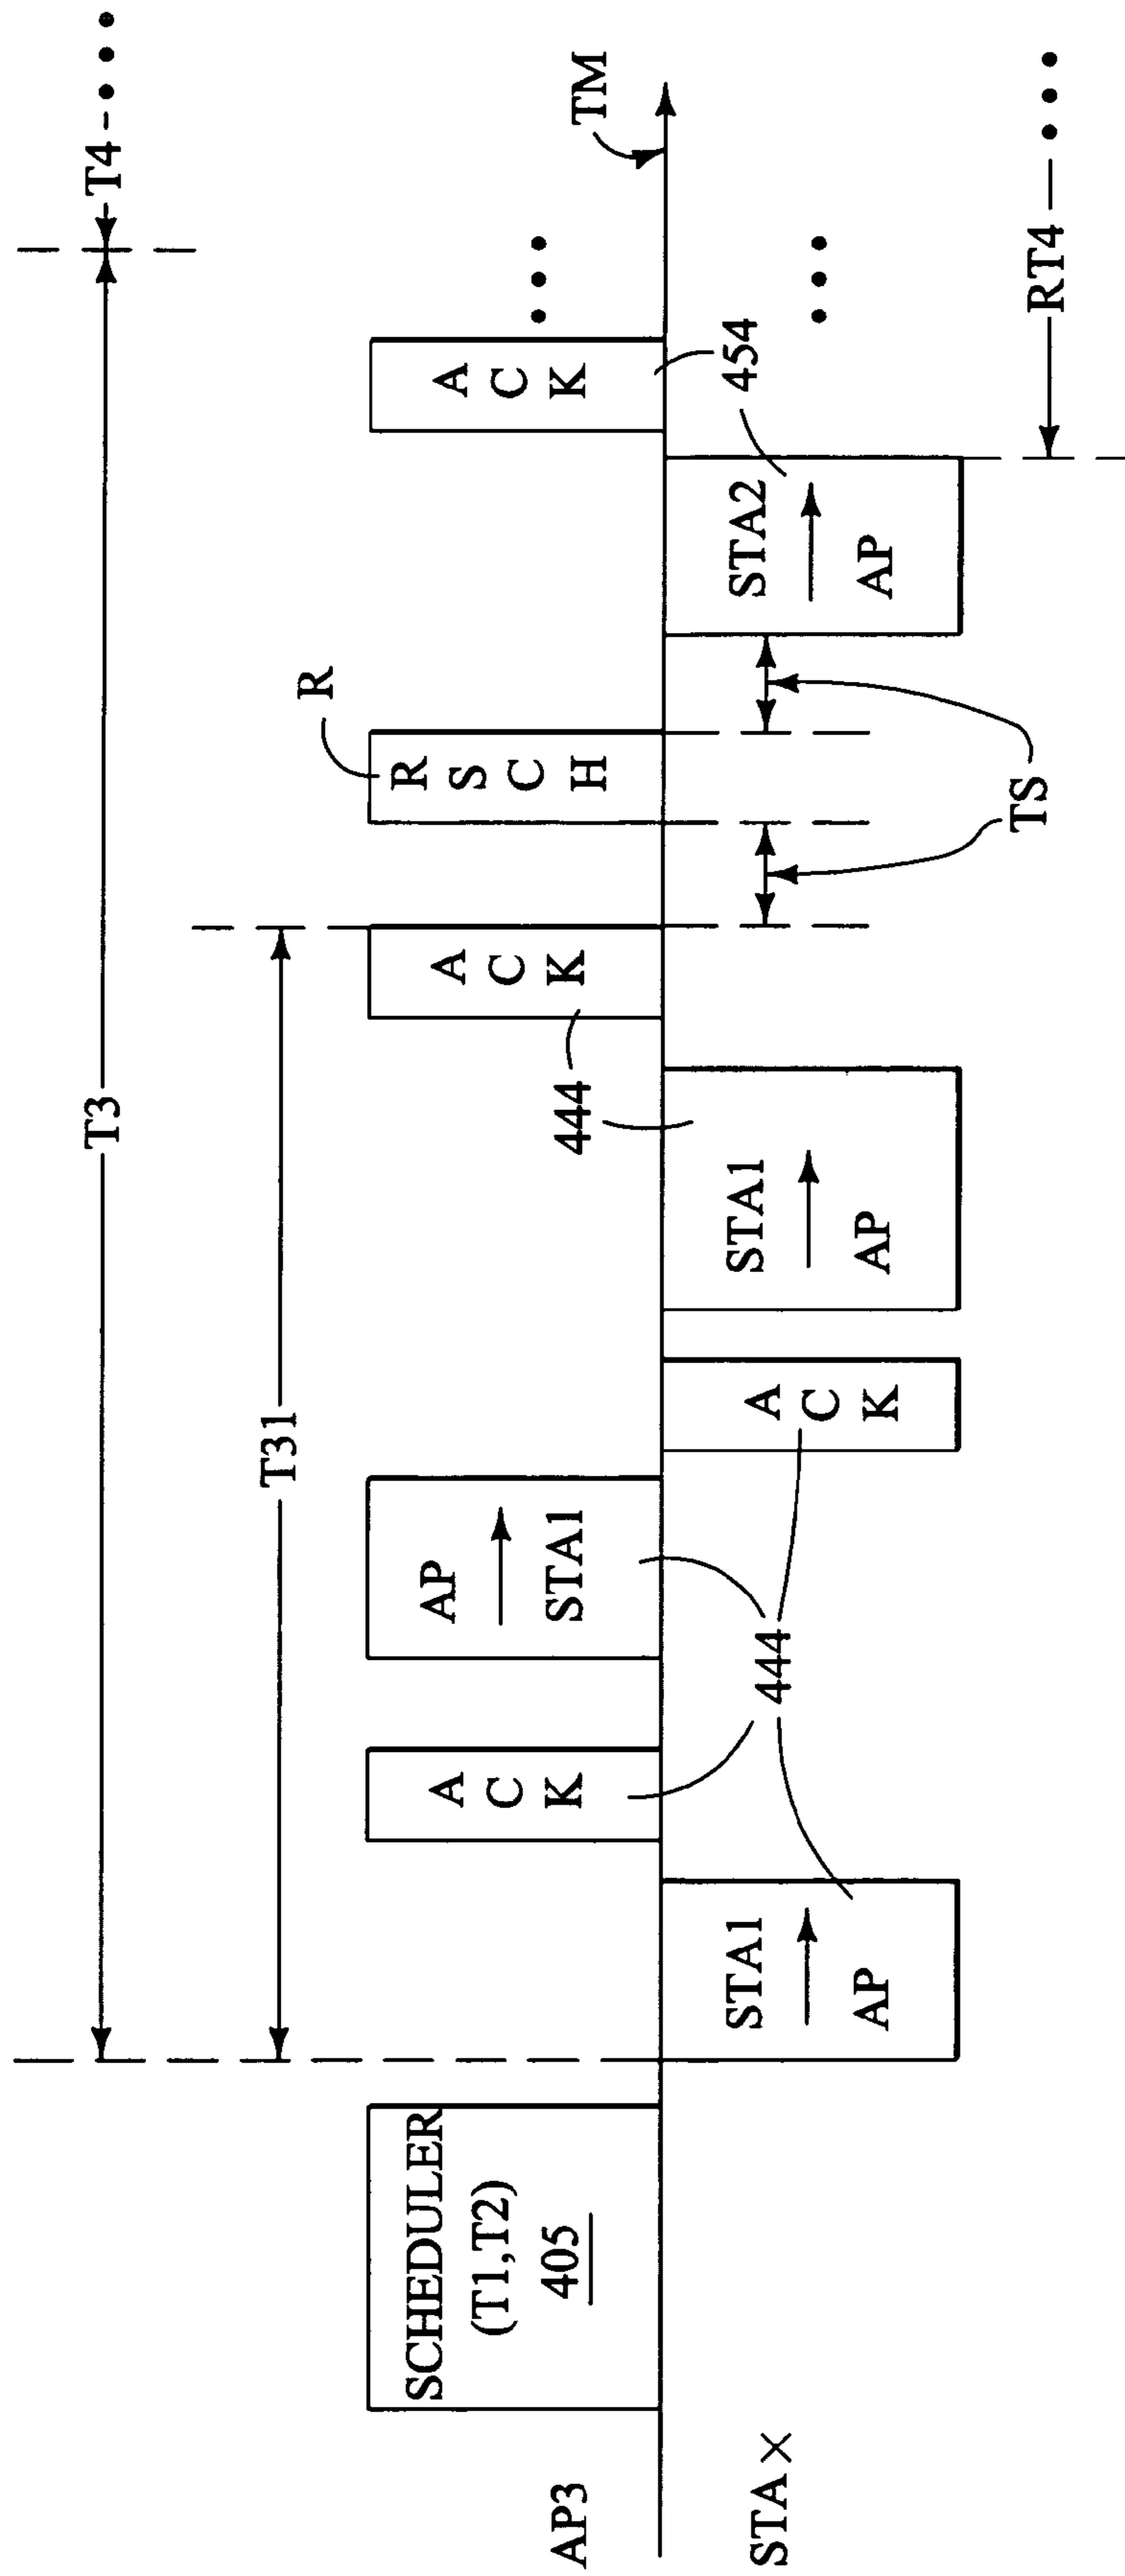 T3
T4
T31
R
TM
AP3
SCHEDULER
(T1,T2)
405
A
C
K
AP
STA1
A
C
K
R
S
C
H
A
C
K
444
454
STA X
STA1
AP
444
A
C
K
STA1
AP
STA2
AP
TS
RT4